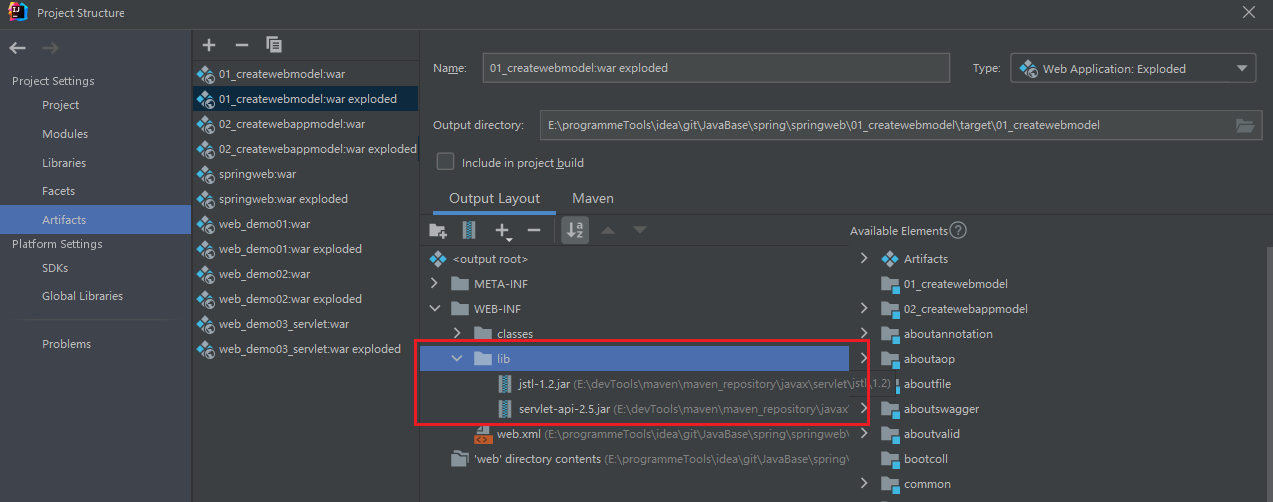 Project Structure
Project Settings
Project
Modules
Libraries
Facets
Artifacts
Platform Settings
SDKs
Global Libraries
Problems
01_createwebmodel:war
01_createwebmodel:war exploded
02_createwebappmodel:war
02_createwebappmodel:war exploded
springweb:war
springweb:war exploded
web_demo01:war
web_demo01:war exploded
web_demo02:war
web_demo02:war exploded
web_demo03_servlet:war
web_demo03_servlet:war exploded
Name: 01_createwebmodel:war exploded
Type: Web Application: Exploded
Output directory: E:\programmeTools\idea\git\JavaBase\spring\springweb\01_createwebmodel\target\01_createwebmodel
Include in project build
Output Layout Maven
<output root>
META-INF
WEB-INF
classes
lib
jstl-1.2.jar (E:\devTools\maven\maven_repository\javax\servlet\jstl\1.2)
servlet-api-2.5.jar (E:\devTools\maven\maven_repository\javax\
web.xml (E:\programmeTools\idea\git\JavaBase\spring\springweb\
'web' directory contents (E:\programmeTools\idea\git\JavaBase\spring\
Available Elements ?
Artifacts
01_createwebmodel
02_createwebappmodel
aboutannotation
aboutaop
aboutfile
aboutswagger
aboutvalid
bootcoll
common